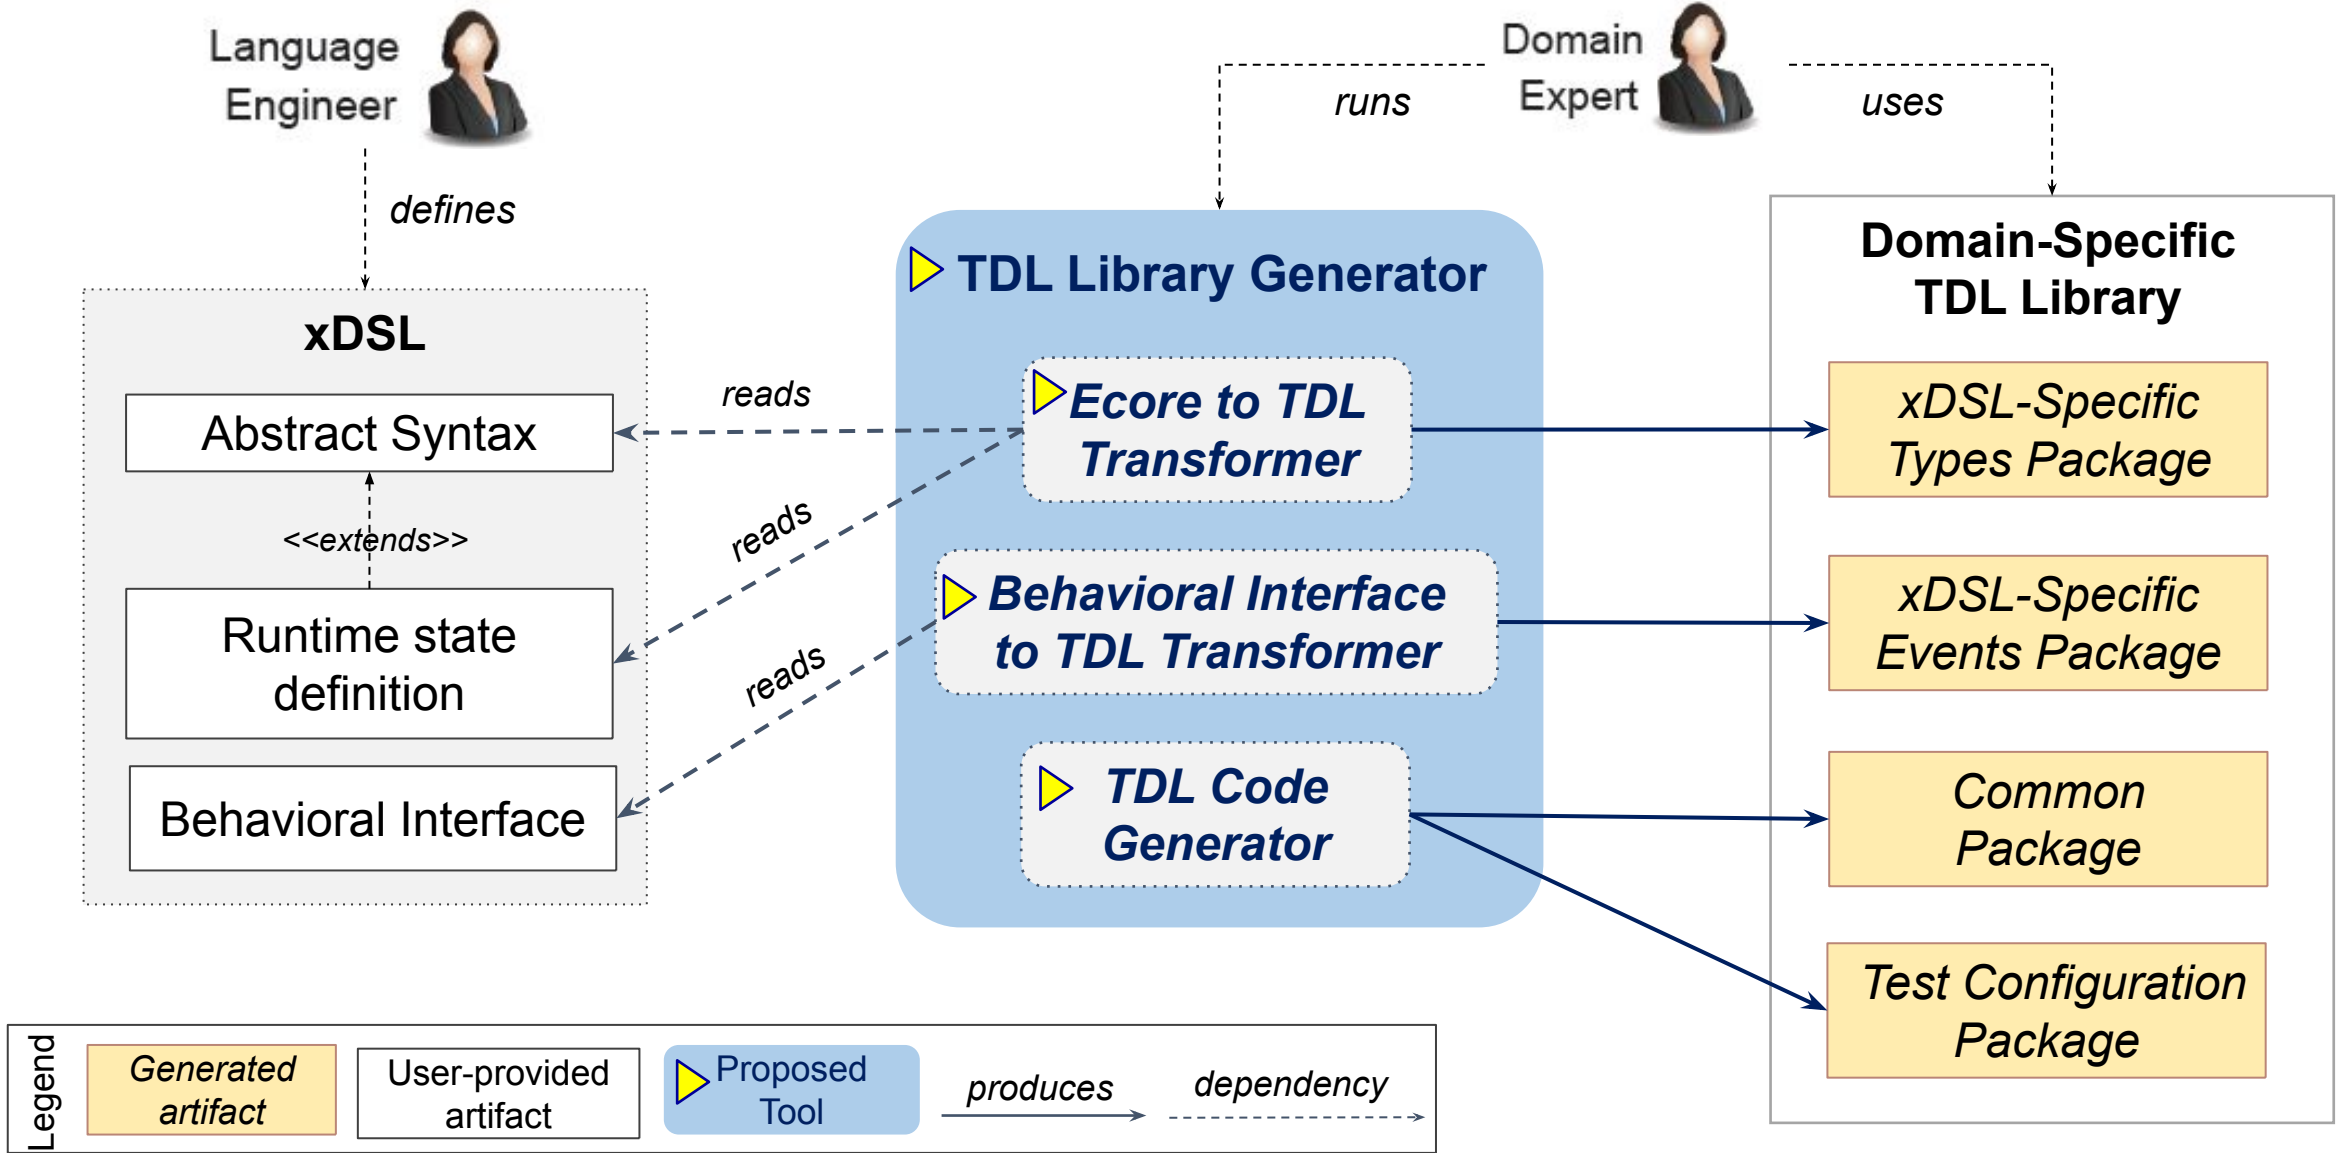 Language
Engineer
Domain
Expert
runs
uses
defines
xDSL
Abstract Syntax
<<extends>>
Runtime state
definition
Behavioral Interface
reads
reads
reads
TDL Library Generator
Ecore to TDL
Transformer
Behavioral Interface
to TDL Transformer
TDL Code
Generator
Domain-Specific
TDL Library
xDSL-Specific
Types Package
xDSL-Specific
Events Package
Common
Package
Test Configuration
Package
Legend
Generated
artifact
User-provided
artifact
Proposed
Tool
produces
dependency